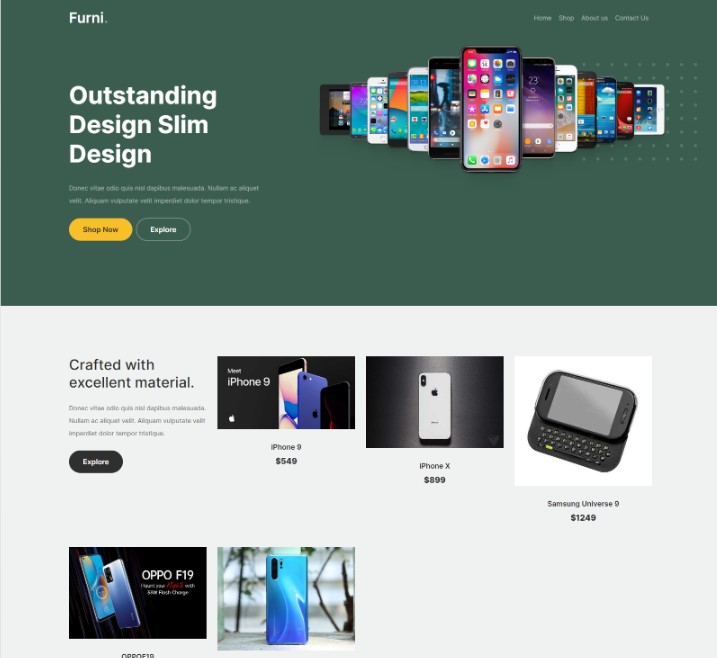 Furni.
Home Shop About us Contact Us
Outstanding
Design Slim
Design
Donec vitae odio quis nisl dapibus malesuada. Nullam ac aliquet
velit. Aliquam vulputate velit imperdiet dolor tempor tristique.
Shop Now
Explore
Crafted with
excellent material.
Donec vitae odio quis nisl dapibus malesuada.
Nullam ac aliquet velit. Aliquam vulputate velit
imperdiet dolor tempor tristique.
Explore
Meet
iPhone 9
iPhone 9
$549
iPhone X
$899
Samsung Universe 9
$1249
OPPO F19
Flaunt your with
Flash Charge
OPPOF19